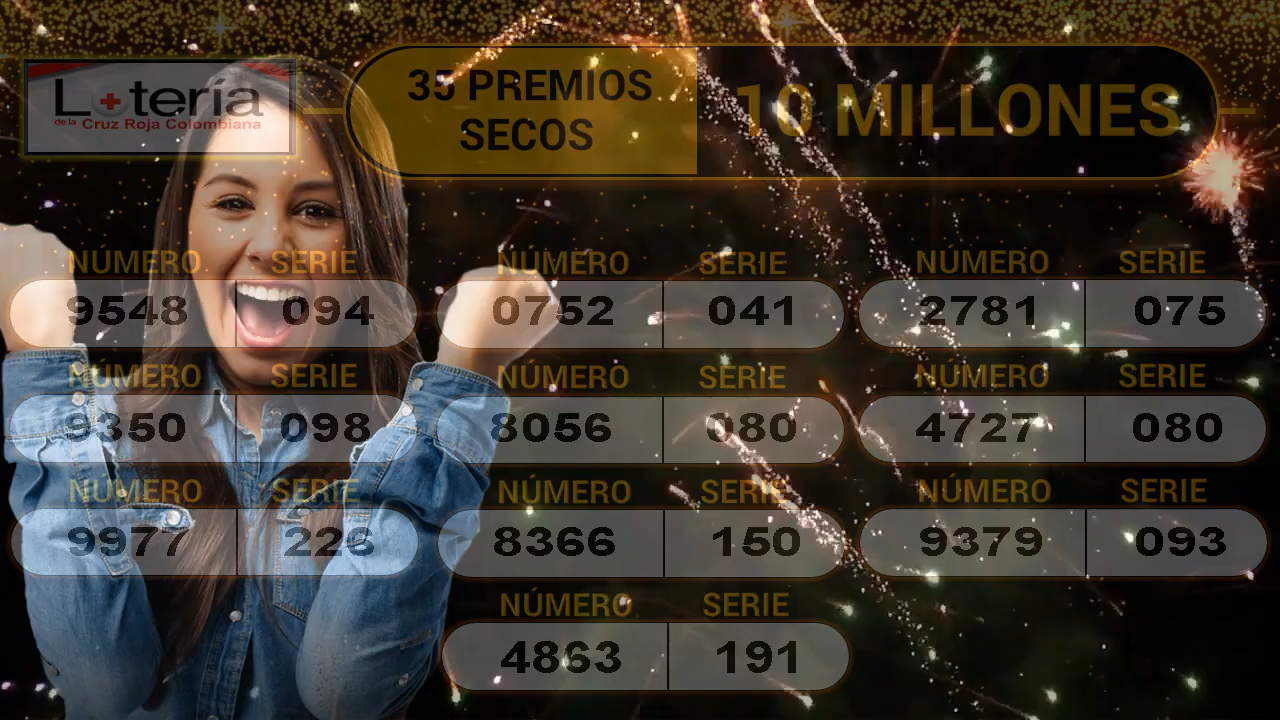 Lotería
de la Cruz Roja Colombiana
35 PREMIOS
SECOS
10 MILLONES
NÚMERO SERIE NÚMERO SERIE NÚMERO SERIE
9548 094 0752 041 2781 075
NÚMERO SERIE NÚMERO SERIE NÚMERO SERIE
9350 098 8056 080 4727 080
NÚMERO SERIE NÚMERO SERIE NÚMERO SERIE
9977 226 8366 150 9379 093
NÚMERO SERIE
4863 191